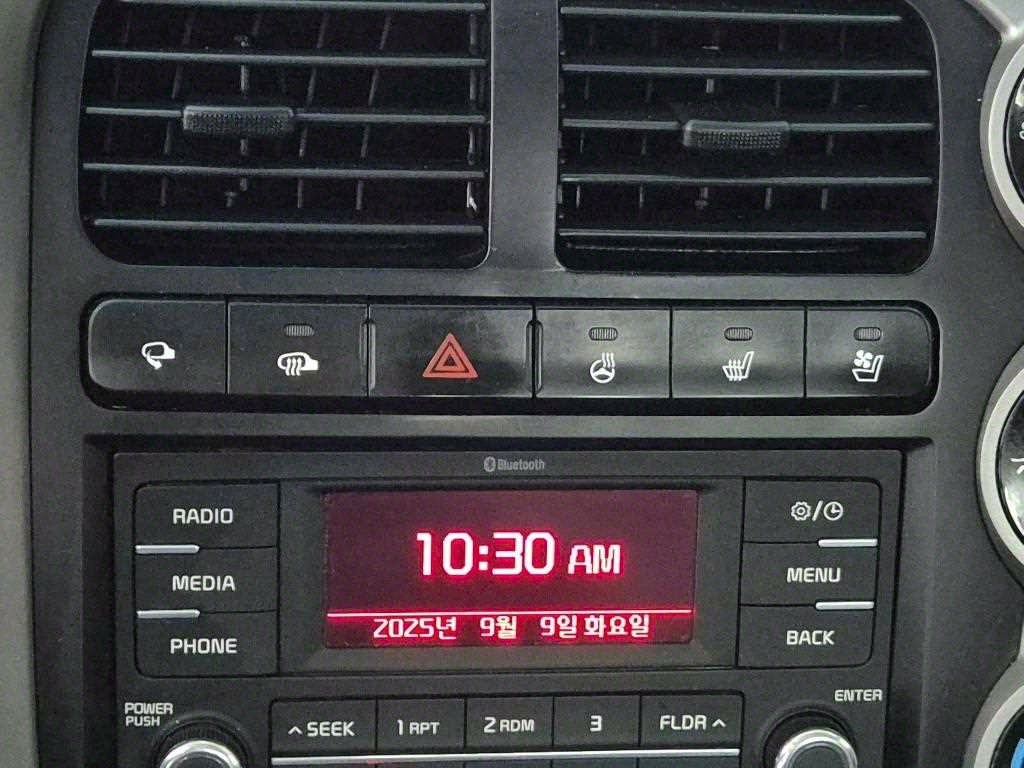 Bluetooth
RADIO
MEDIA
PHONE
10:30 AM
2025년 9월 9일 화요일
/
MENU
BACK
POWER
PUSH
ENTER
SEEK
1 RPT
2 RDM
3
FLDR